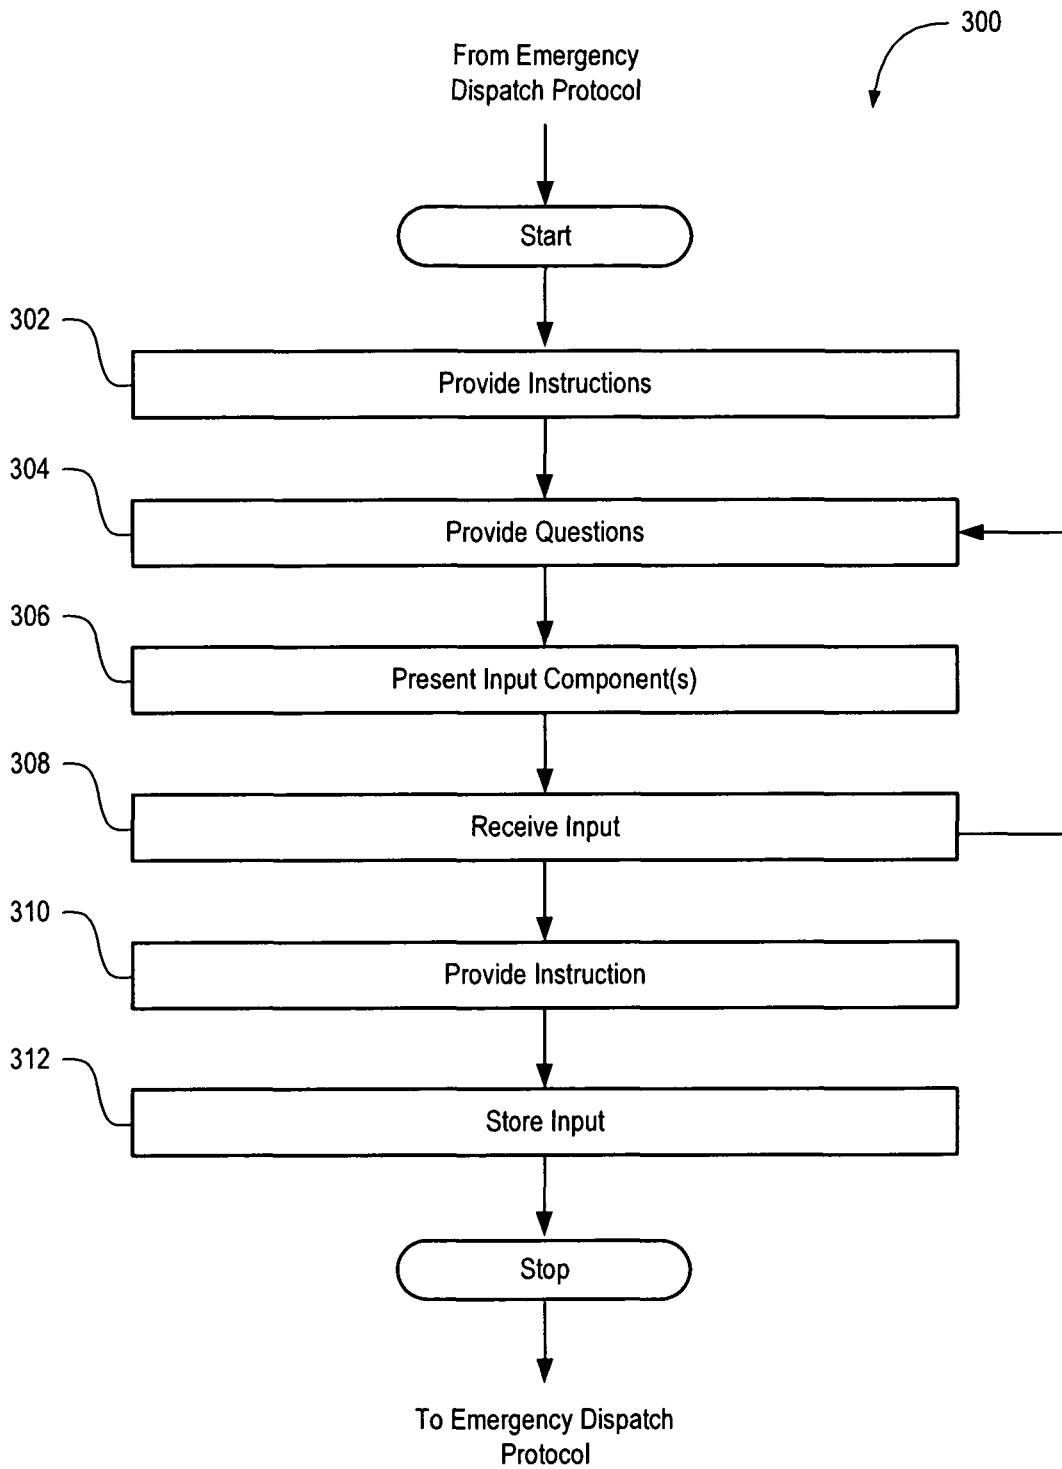 300
From Emergency
Dispatch Protocol
Start
302
Provide Instructions
304
Provide Questions
306
Present Input Component(s)
308
Receive Input
310
Provide Instruction
312
Store Input
Stop
To Emergency Dispatch
Protocol